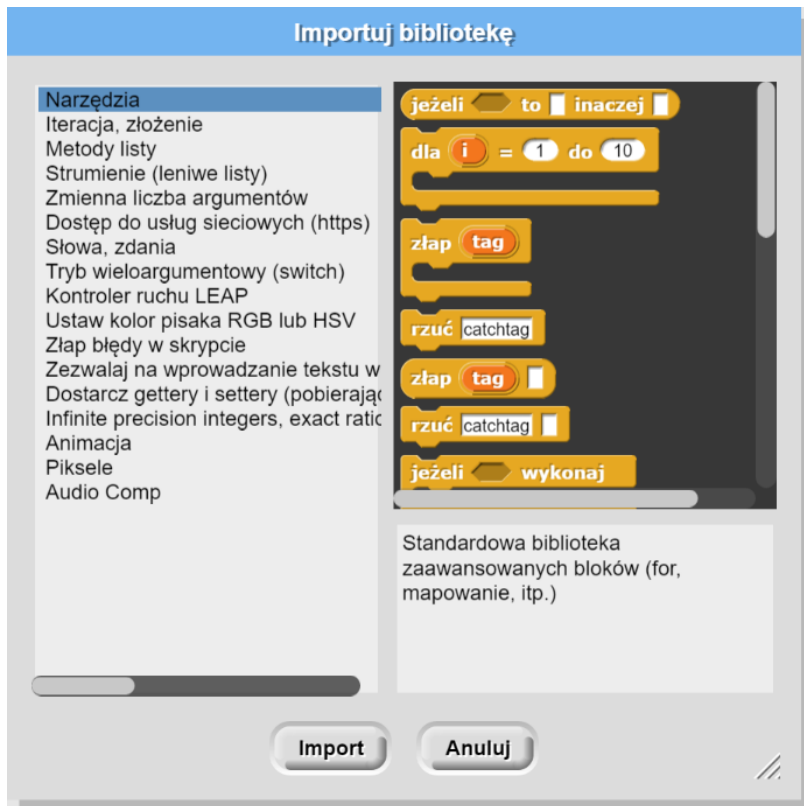 Importuj bibliotekę
Narzędzia
Iteracja, złożenie
Metody listy
Strumienie (leniwe listy)
Zmienna liczba argumentów
Dostęp do usług sieciowych (https)
Słowa, zdania
Tryb wieloargumentowy (switch)
Kontroler ruchu LEAP
Ustaw kolor pisaka RGB lub HSV
Złap błędy w skrypcie
Zezwalaj na wprowadzanie tekstu w
Dostarcz gettery i settery (pobierając
Infinite precision integers, exact ratic
Animacja
Piksele
Audio Comp
jeżeli to inaczej
dla i = 1 do 10
złap tag
rzuć catchtag
złap tag
rzuć catchtag
jeżeli wykonaj
Standardowa biblioteka
zaawansowanych bloków (for,
mapowanie, itp.)
Import Anuluj